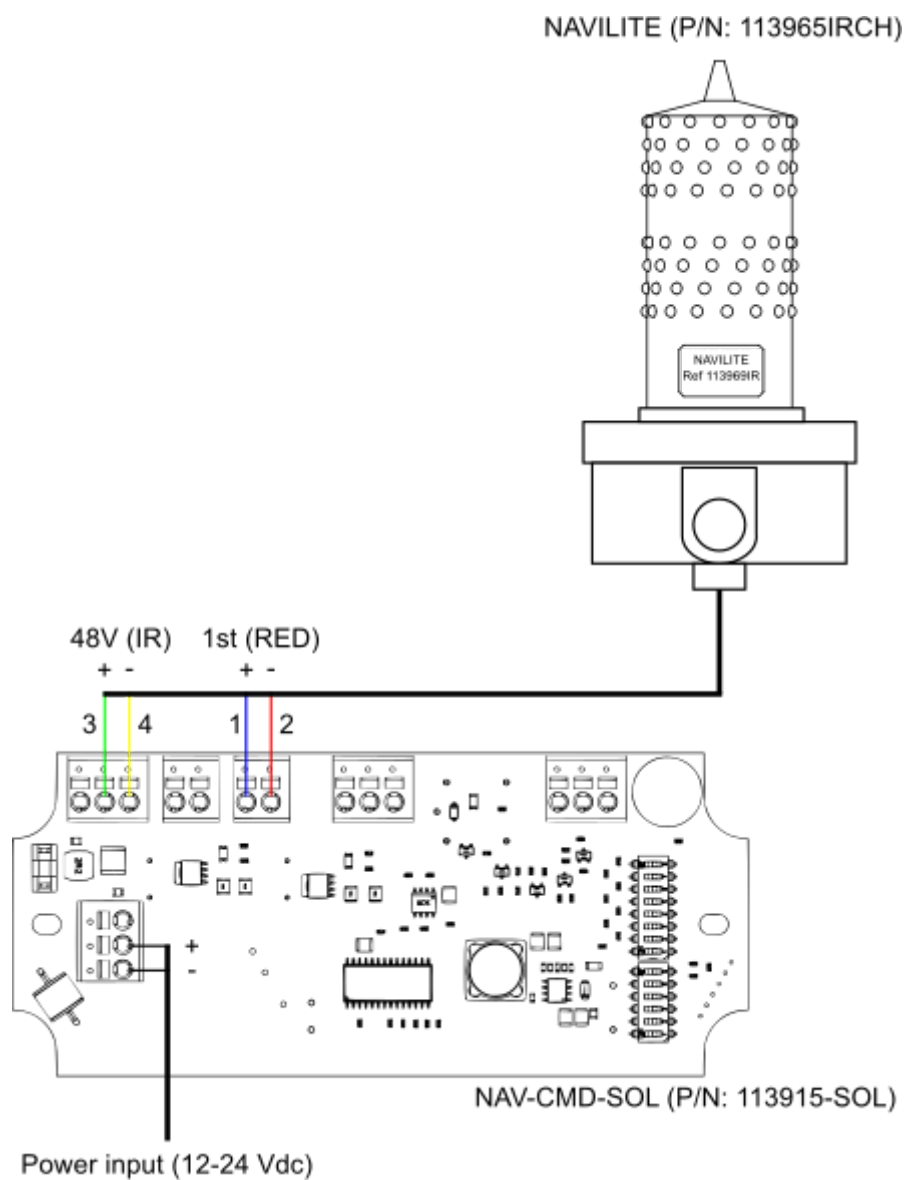 NAVILITE (P/N: 113965IRCH)
NAVILITE
Ref 113969IR
48V (IR) 1st (RED)
+ - + -
3 4 1 2
+
-
NAV-CMD-SOL (P/N: 113915-SOL)
Power input (12-24 Vdc)